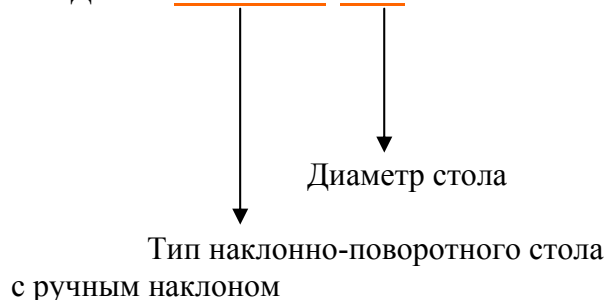 Диаметр стола
Тип наклонно-поворотного стола
с ручным наклоном